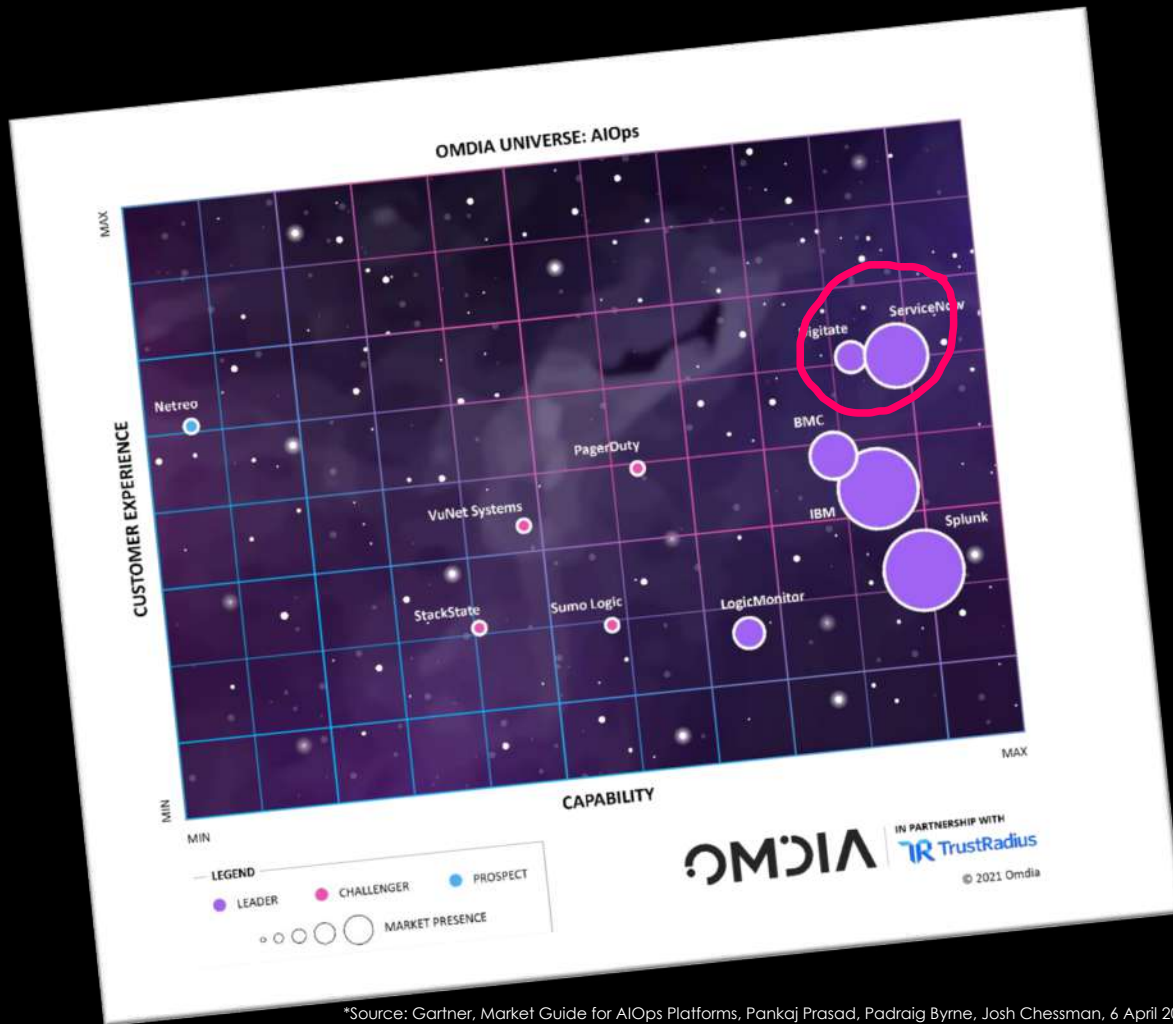 OMDIA UNIVERSE: AIOps
MAX
CUSTOMER EXPERIENCE
MIN
ServiceNow
Netreo
BMC
PagerDuty
VuNet Systems
IBM
Splunk
StackState
Sumo Logic
LogicMonitor
MIN
CAPABILITY
MAX
LEGEND
LEADER
CHALLENGER
PROSPECT
MARKET PRESENCE
OMDIA
IN PARTNERSHIP WITH
TR TrustRadius
© 2021 Omdia
*Source: Gartner, Market Guide for AIOps Platforms, Pankaj Prasad, Padraig Byrne, Josh Chessman, 6 April